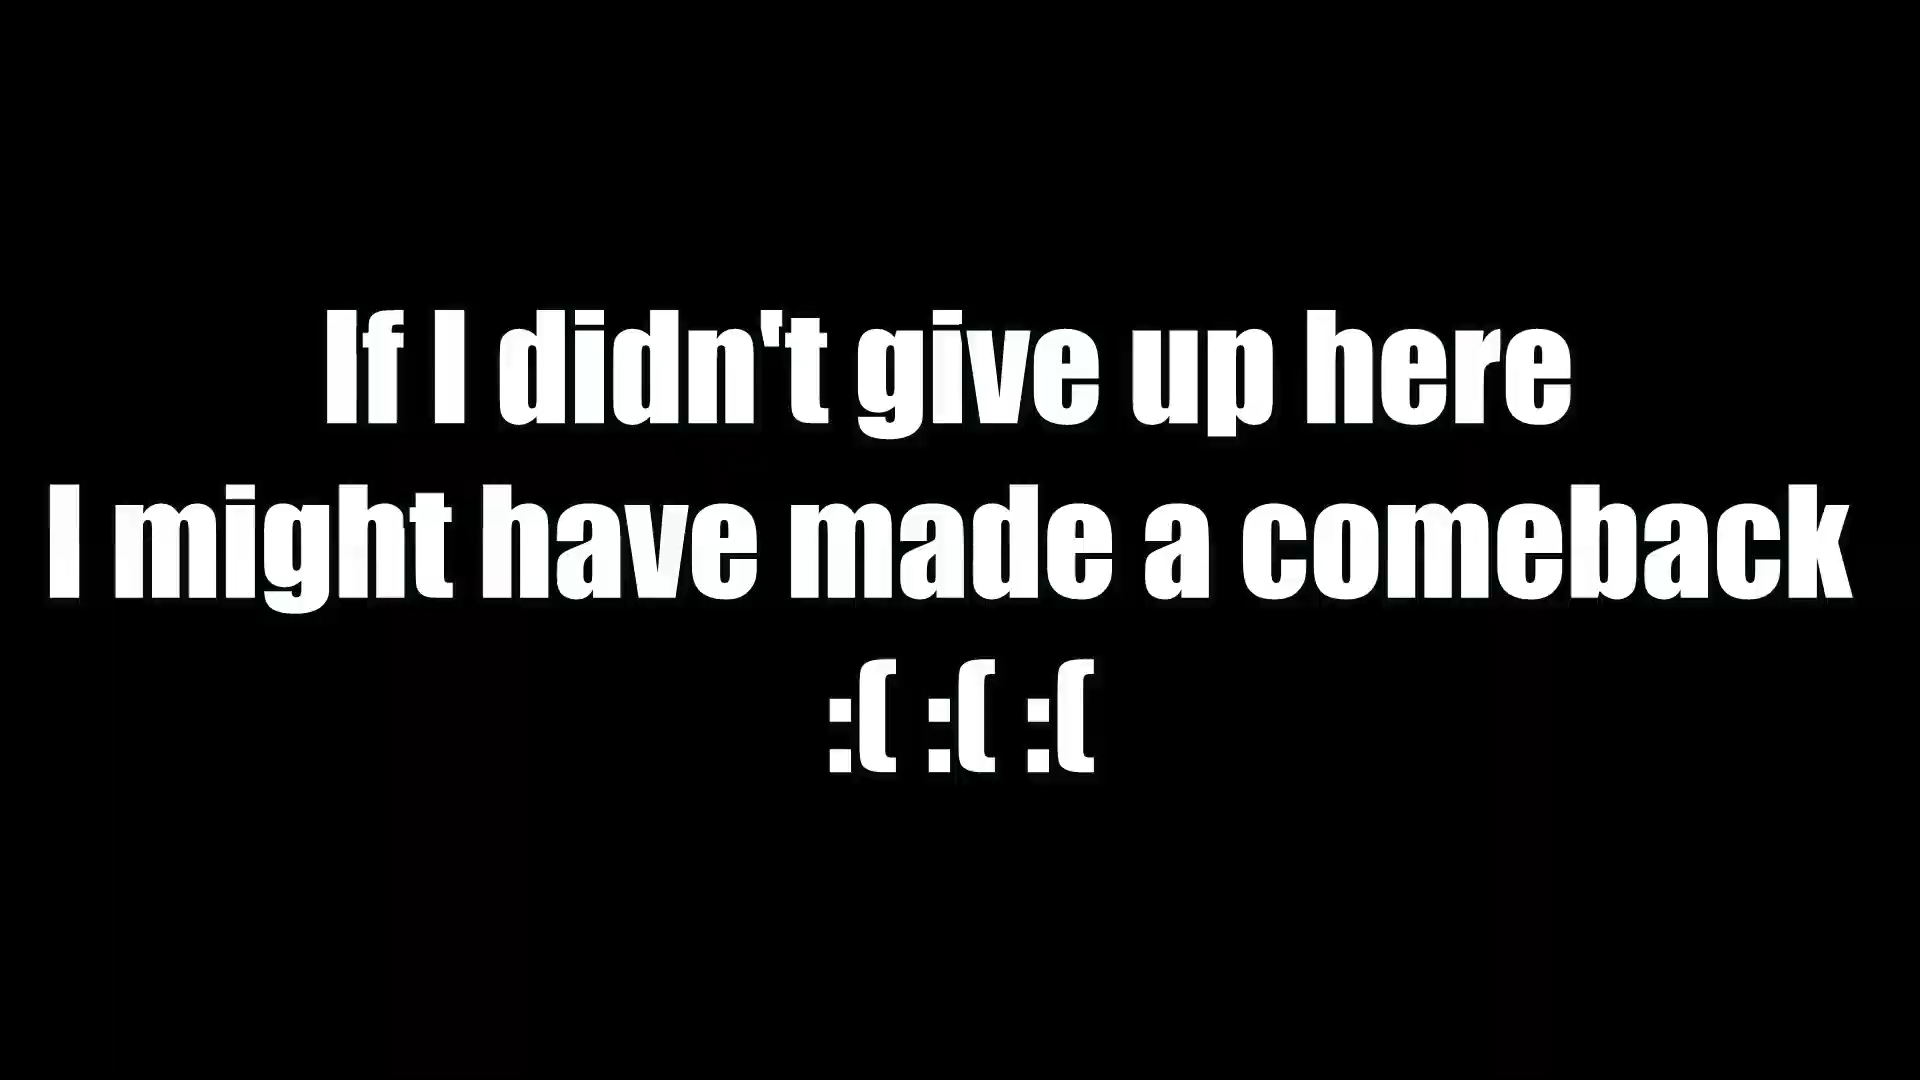 If I didn't give up here
I might have made a comeback
:( :( :(